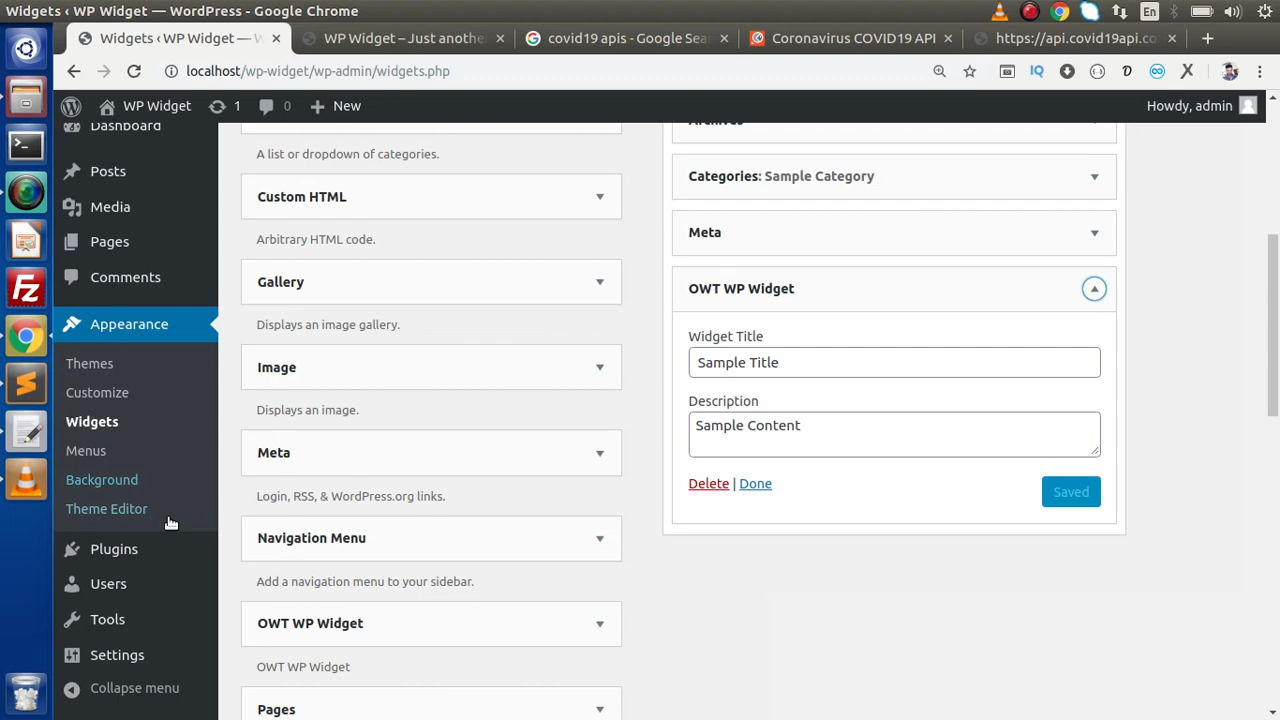 Widgets ‹ WP Widget — WordPress - Google Chrome
En
Widgets ‹ WP Widget — W
WP Widget – Just anothe
covid19 apis - Google Sea
Coronavirus COVID19 API
https://api.covid19api.co
localhost/wp-widget/wp-admin/widgets.php
IQ
WP Widget
1
0
New
Howdy, admin
Dashboard
Posts
Media
Pages
Comments
Appearance
Themes
Customize
Widgets
Menus
Background
Theme Editor
Plugins
Users
Tools
Settings
Collapse menu
A list or dropdown of categories.
Custom HTML
Arbitrary HTML code.
Gallery
Displays an image gallery.
Image
Displays an image.
Meta
Login, RSS, & WordPress.org links.
Navigation Menu
Add a navigation menu to your sidebar.
OWT WP Widget
OWT WP Widget
Pages
Archives
Categories: Sample Category
Meta
OWT WP Widget
Widget Title
Sample Title
Description
Sample Content
Delete | Done
Saved